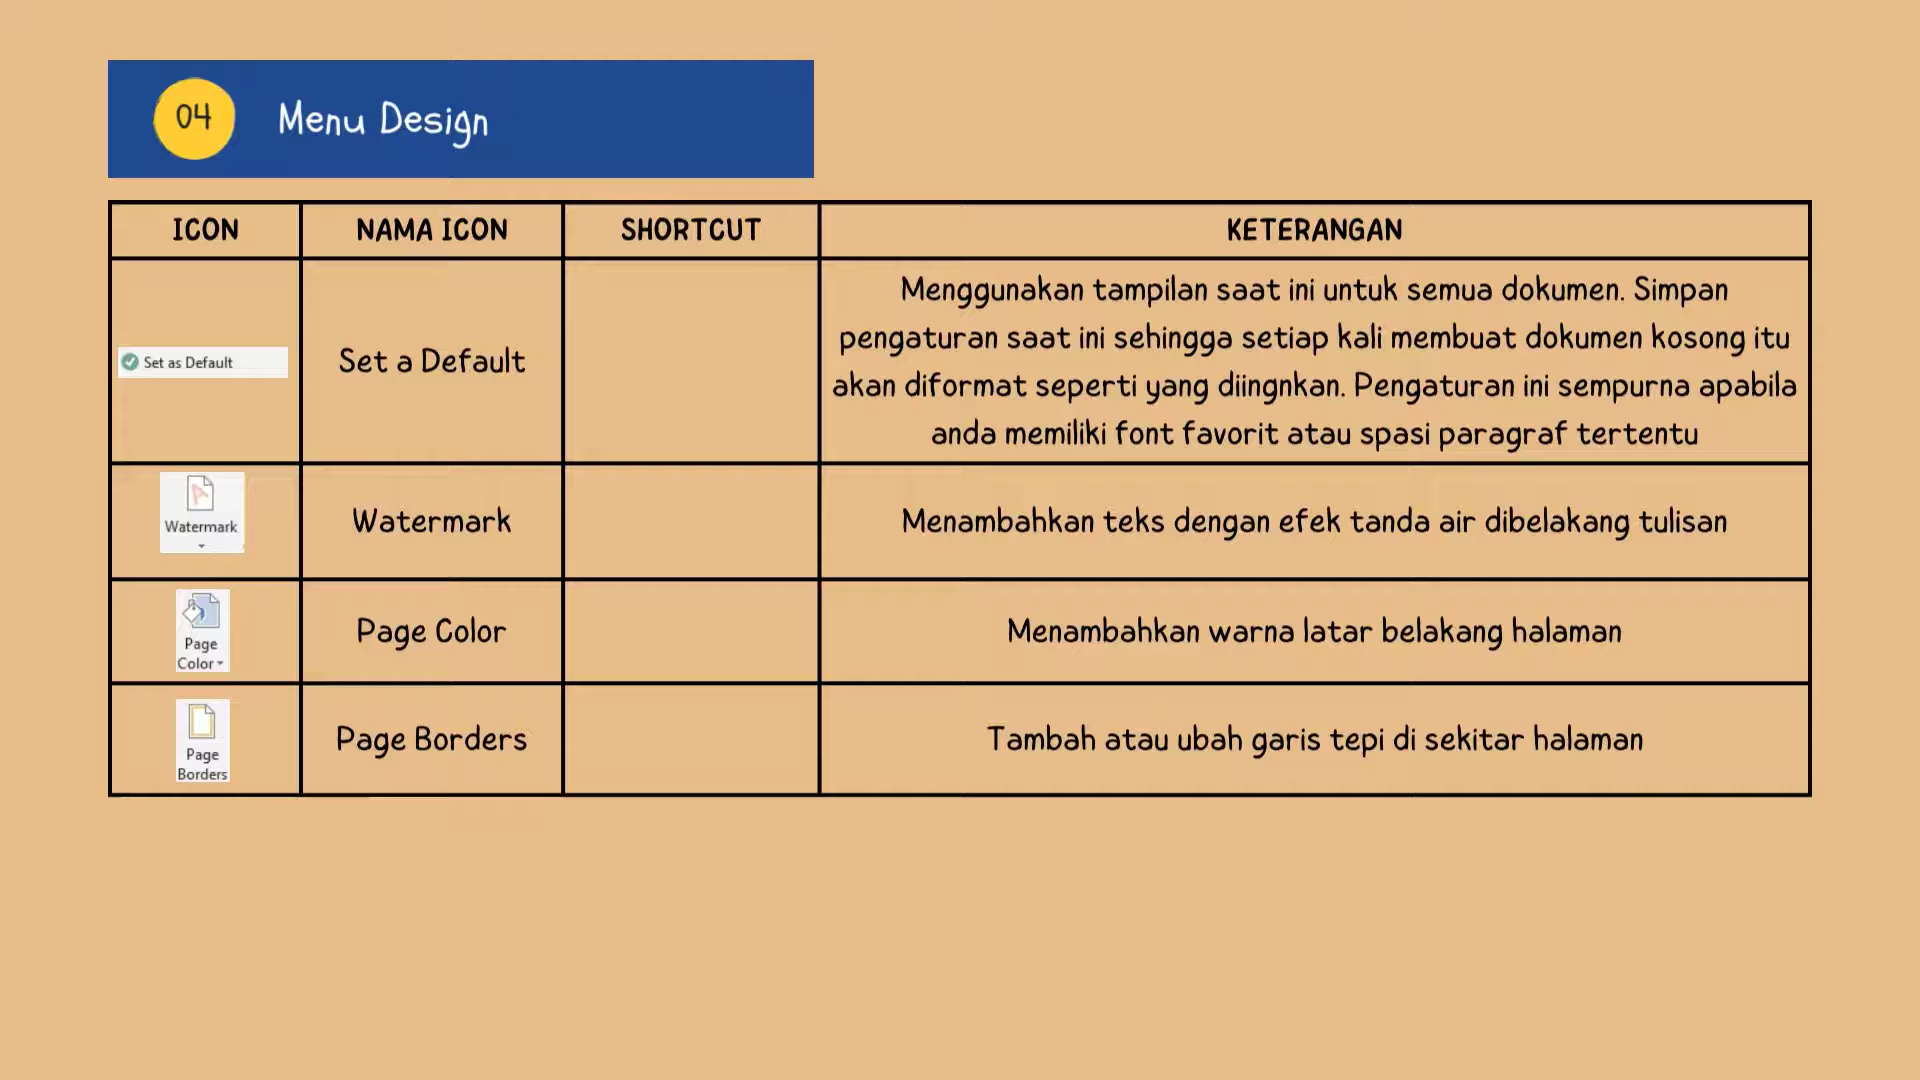 04 Menu Design
ICON NAMA ICON SHORTCUT KETERANGAN
Set as Default
Set a Default
Menggunakan tampilan saat ini untuk semua dokumen. Simpan
pengaturan saat ini sehingga setiap kali membuat dokumen kosong itu
akan diformat seperti yang diingnkan. Pengaturan ini sempurna apabila
anda memiliki font favorit atau spasi paragraf tertentu
Watermark
Watermark
Menambahkan teks dengan efek tanda air dibelakang tulisan
Page
Color
Page Color
Menambahkan warna latar belakang halaman
Page
Borders
Page Borders
Tambah atau ubah garis tepi di sekitar halaman